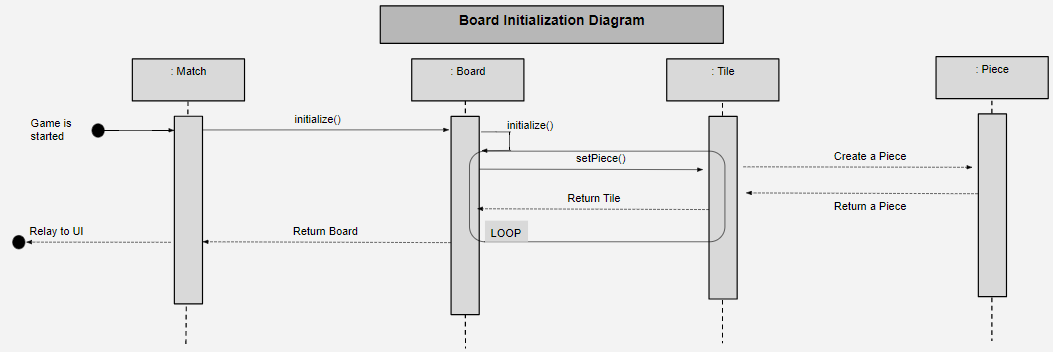 Board Initialization Diagram
: Match
: Board
: Tile
: Piece
Game is
started
initialize()
initialize()
setPiece()
Create a Piece
Return Tile
Return a Piece
Relay to UI
Return Board
LOOP